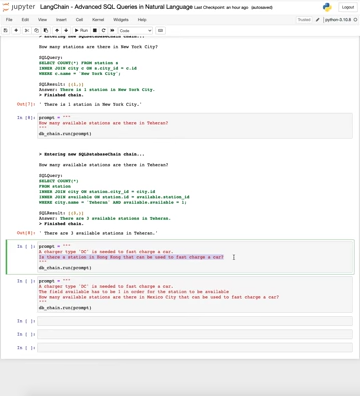 jupyter LangChain - Advanced SQL Queries in Natural Language Last Checkpoint: an hour ago (autosaved)
File Edit View Insert Cell Kernel Widgets Help
Run Code
> Entering new SQLDatabaseChain chain...
How many stations are there in New York City?
SQLQuery:
SELECT COUNT(*) FROM station s
INNER JOIN city c ON s.city_id = c.id
WHERE c.name = 'New York City';
SQLResult: [(1,)]
Answer: There is 1 station in New York City.
> Finished chain.
Out[7]: ' There is 1 station in New York City.'
In [8]: prompt = """
How many available stations are there in Teheran?
"""
db_chain.run(prompt)
> Entering new SQLDatabaseChain chain...
How many available stations are there in Teheran?
SQLQuery:
SELECT COUNT(*)
FROM station
INNER JOIN city ON station.city_id = city.id
INNER JOIN available ON station.id = available.station_id
WHERE city.name = 'Teheran' AND available.available = 1;
SQLResult: [(3,)]
Answer: There are 3 available stations in Teheran.
> Finished chain.
Out[8]: ' There are 3 available stations in Teheran.'
In [ ]: prompt = """
A charger type 'DC' is needed to fast charge a car.
Is there a station in Hong Kong that can be used to fast charge a car?
"""
db_chain.run(prompt)
In [ ]: prompt = """
A charger type 'DC' is needed to fast charge a car.
The field available has to be 1 in order for the station to be available
How many available stations are there in Mexico City that can be used to fast charge a car?
"""
db_chain.run(prompt)
In [ ]:
In [ ]:
In [ ]: